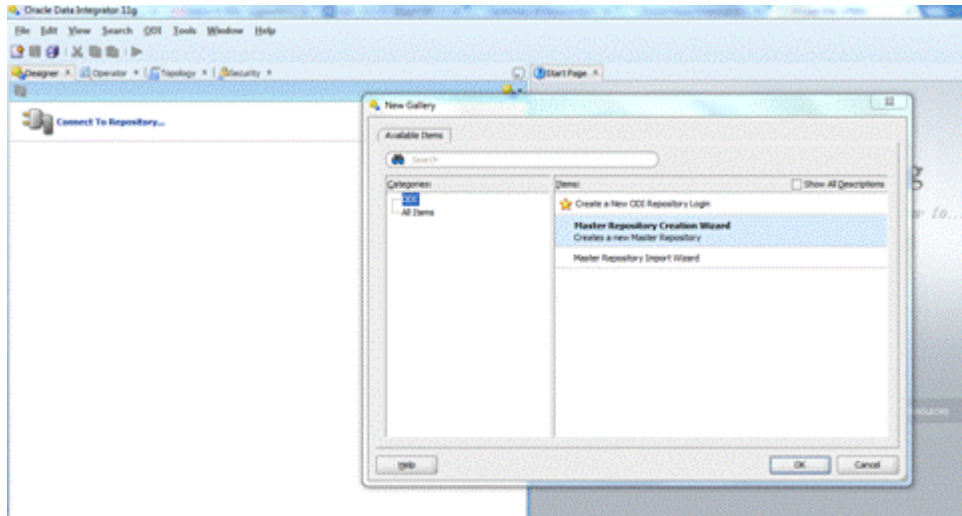 Oracle Data Integrator 11g
File Edit View Search ODI Tools Window Help
Designer × Operator × Topology × Security ×
Start Page ×
Connect To Repository...
New Gallery
Available Items
Search
Categories:
ODI
All Items
Items:
Show All Descriptions
Create a New ODI Repository Login
Master Repository Creation Wizard
Creates a new Master Repository
Master Repository Import Wizard
Help
OK
Cancel